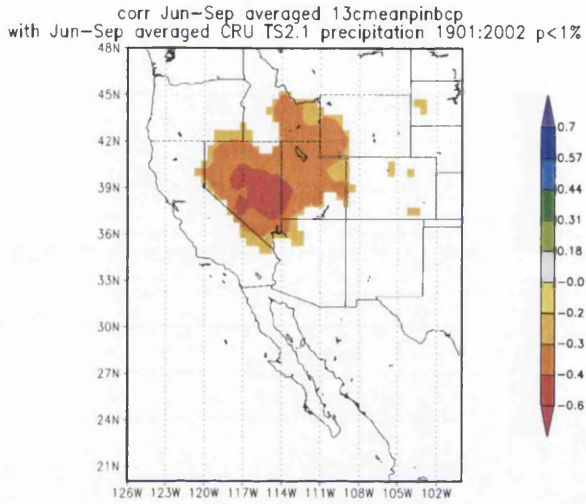 corr Jun-Sep averaged 13cmeanpinbcp
with Jun-Sep averaged CRU TS2.1 precipitation 1901:2002 p<1%
48N
45N
42N
39N
36N
33N
30N
27N
24N
21N
126W 123W 120W 117W 114W 111W 108W 105W 102W
0.7
0.57
0.44
0.31
0.18
-0.0
-0.2
-0.3
-0.4
-0.6